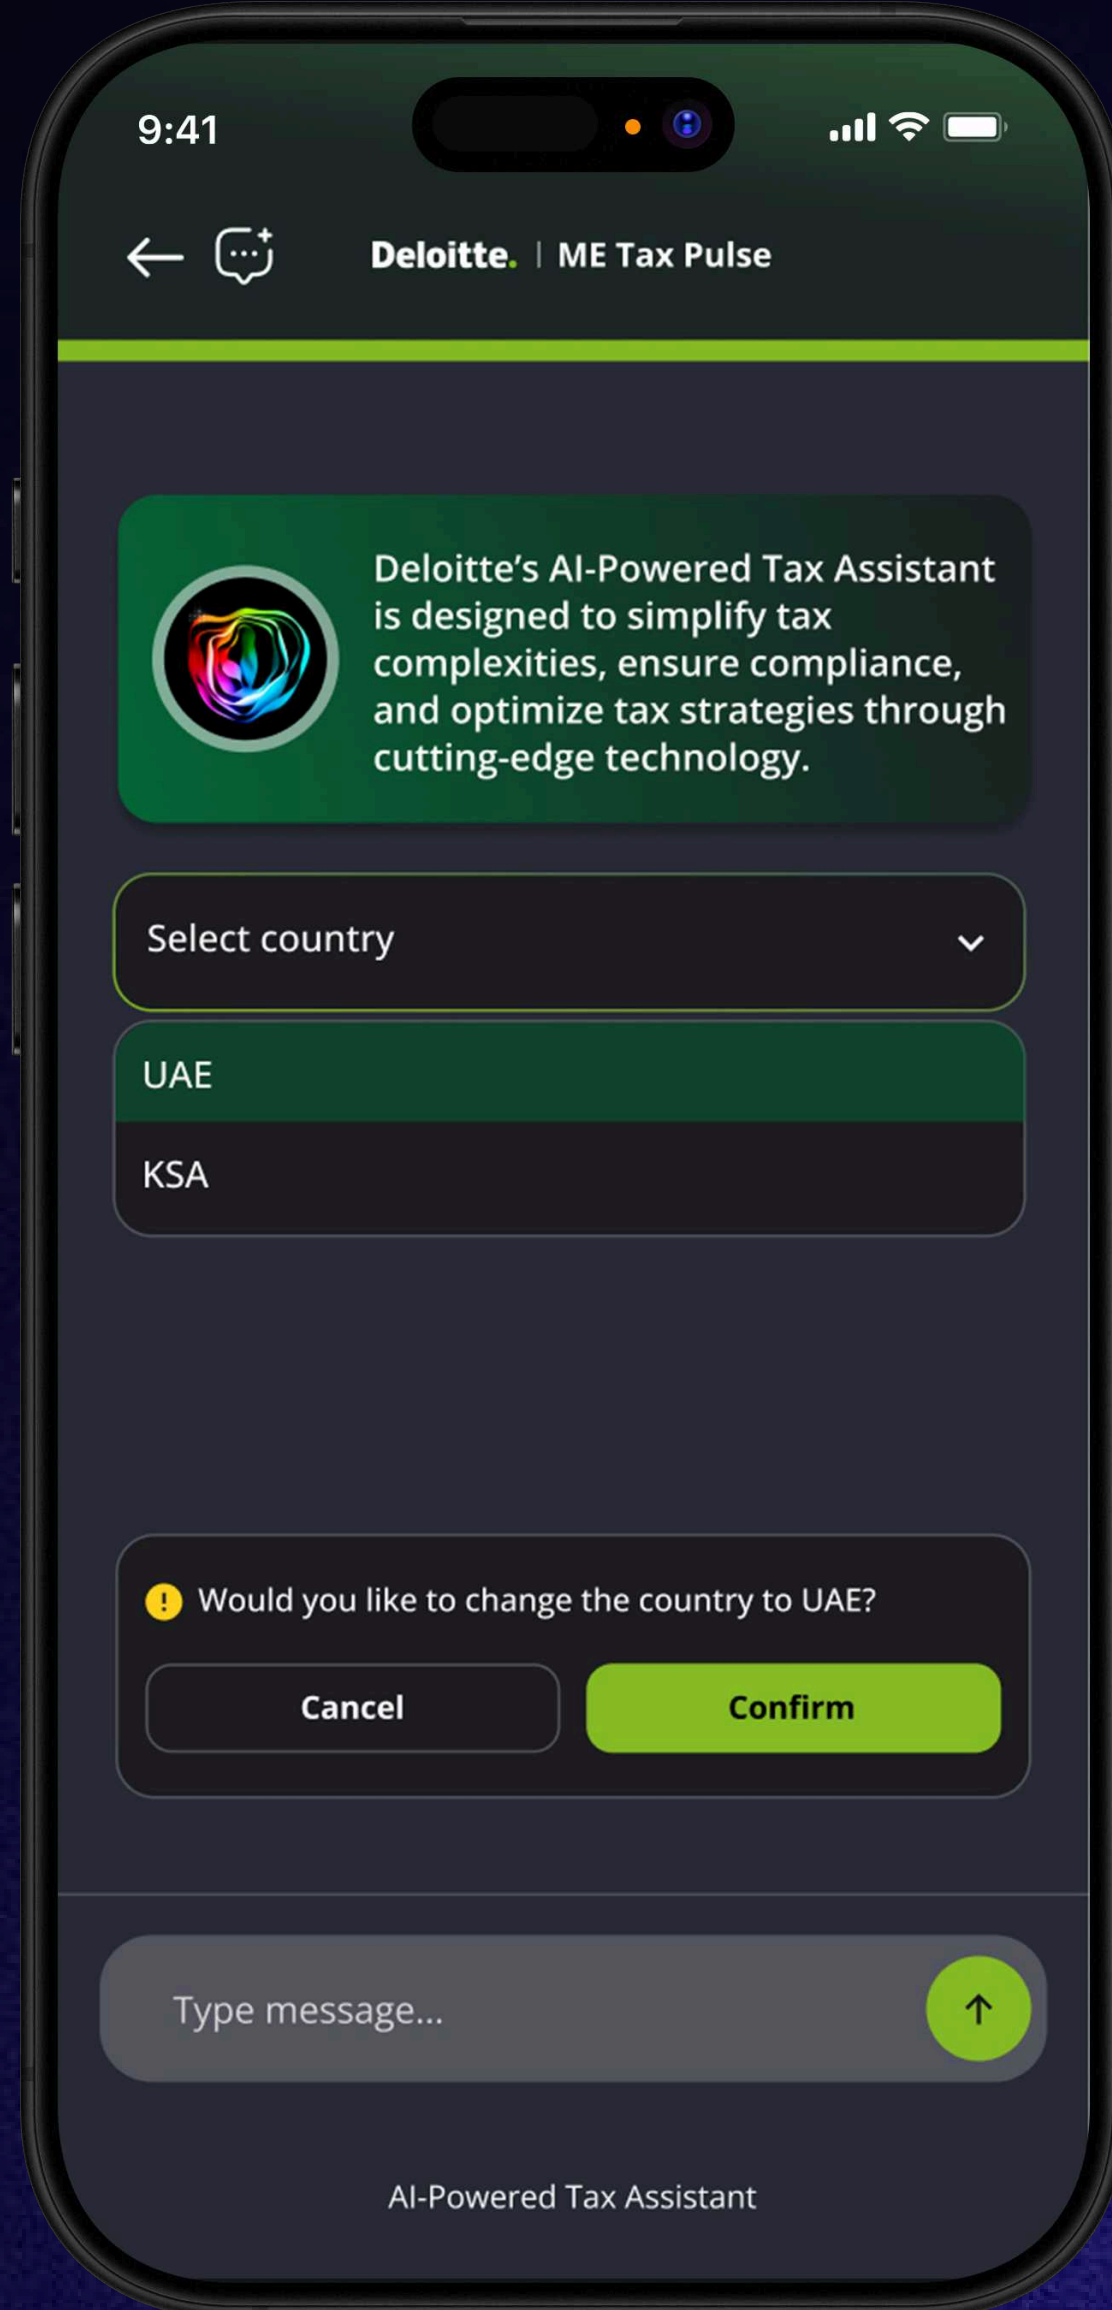 9:41
Deloitte. | ME Tax Pulse
Deloitte’s AI-Powered Tax Assistant
is designed to simplify tax
complexities, ensure compliance,
and optimize tax strategies through
cutting-edge technology.
Select country
UAE
KSA
! Would you like to change the country to UAE?
Cancel Confirm
Type message...
AI-Powered Tax Assistant